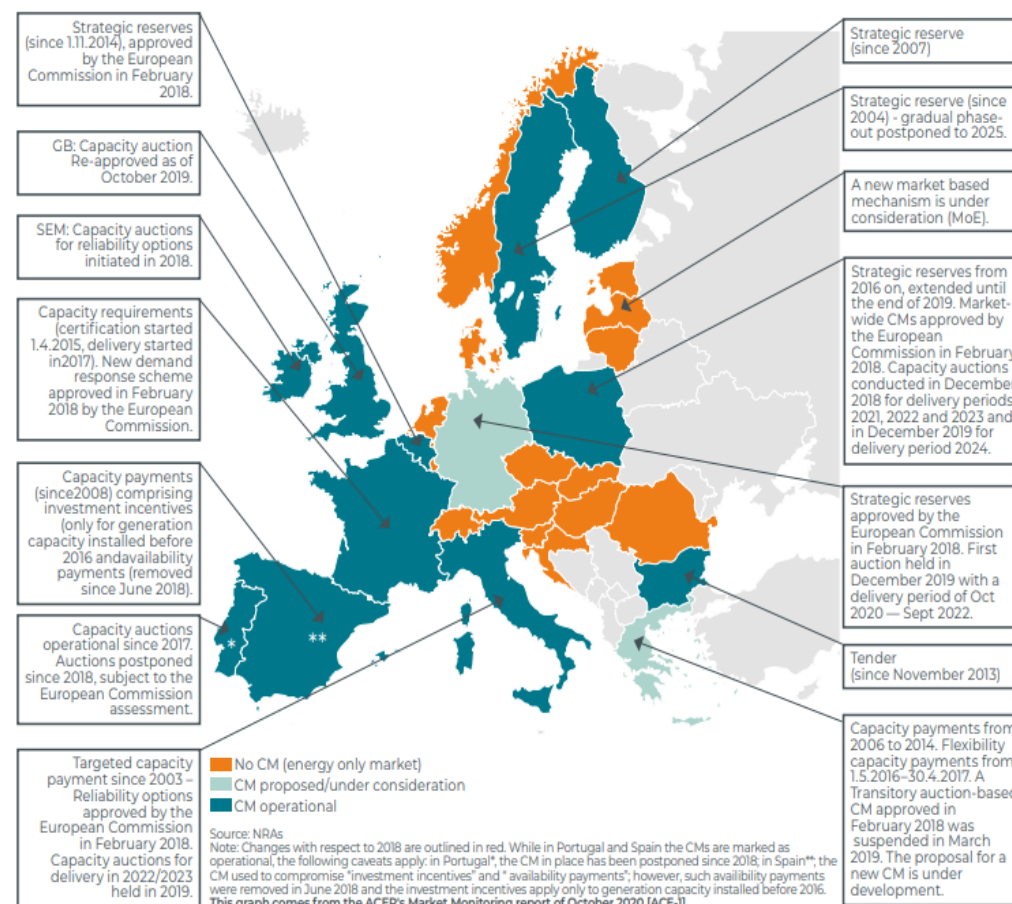 Strategic reserves
(since 1.11.2014), approved
by the European
Commission in February
2018.
GB: Capacity auction
Re-approved as of
October 2019.
SEM: Capacity auctions
for reliability options
initiated in 2018.
Capacity requirements
(certification started
1.4.2015, delivery started
in2017). New demand
response scheme
approved in February
2018 by the European
Commission.
Capacity payments
(since2008) comprising
investment incentives
(only for generation
capacity installed before
2016 andavailability
payments (removed
since June 2018).
Capacity auctions
operational since 2017.
Auctions postponed
since 2018, subject to the
European Commission
assessment.
Targeted capacity
payment since 2003 –
Reliability options
approved by the
European Commission
in February 2018.
Capacity auctions for
delivery in 2022/2023
held in 2019.
*
**
Strategic reserve
(since 2007)
Strategic reserve (since
2004) - gradual phase-
out postponed to 2025.
A new market based
mechanism is under
consideration (MoE).
Strategic reserves from
2016 on, extended until
the end of 2019. Market-
wide CMs approved by
the European
Commission in February
2018. Capacity auctions
conducted in December
2018 for delivery periods
2021, 2022 and 2023 and
in December 2019 for
delivery period 2024.
Strategic reserves
approved by the
European Commission
in February 2018. First
auction held in
December 2019 with a
delivery period of Oct
2020 — Sept 2022.
Tender
(since November 2013)
Capacity payments from
2006 to 2014. Flexibility
capacity payments from
1.5.2016–30.4.2017. A
Transitory auction-based
CM approved in
February 2018 was
suspended in March
2019. The proposal for a
new CM is under
development.
No CM (energy only market)
CM proposed/under consideration
CM operational
Source: NRAs
Note: Changes with respect to 2018 are outlined in red. While in Portugal and Spain the CMs are marked as
operational, the following caveats apply: in Portugal*, the CM in place has been postponed since 2018; in Spain**; the
CM used to compromise "investment incentives" and " availability payments"; however, such availibility payments
were removed in June 2018 and the investment incentives apply only to generation capacity installed before 2016.
This graph comes from the ACER's Market Monitoring report of October 2020 [ACE-1]